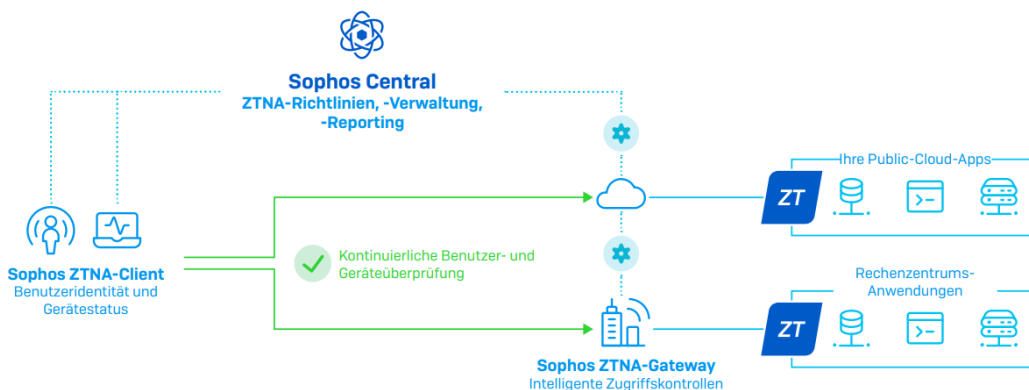 Sophos Central
ZTNA-Richtlinien, -Verwaltung,
-Reporting
Ihre Public-Cloud-Apps
ZT
>-
Kontinuierliche Benutzer- und
Geräteüberprüfung
Sophos ZTNA-Client
Benutzeridentität und
Gerätestatus
Rechenzentrums-
Anwendungen
ZT
>-
Sophos ZTNA-Gateway
Intelligente Zugriffskontrollen